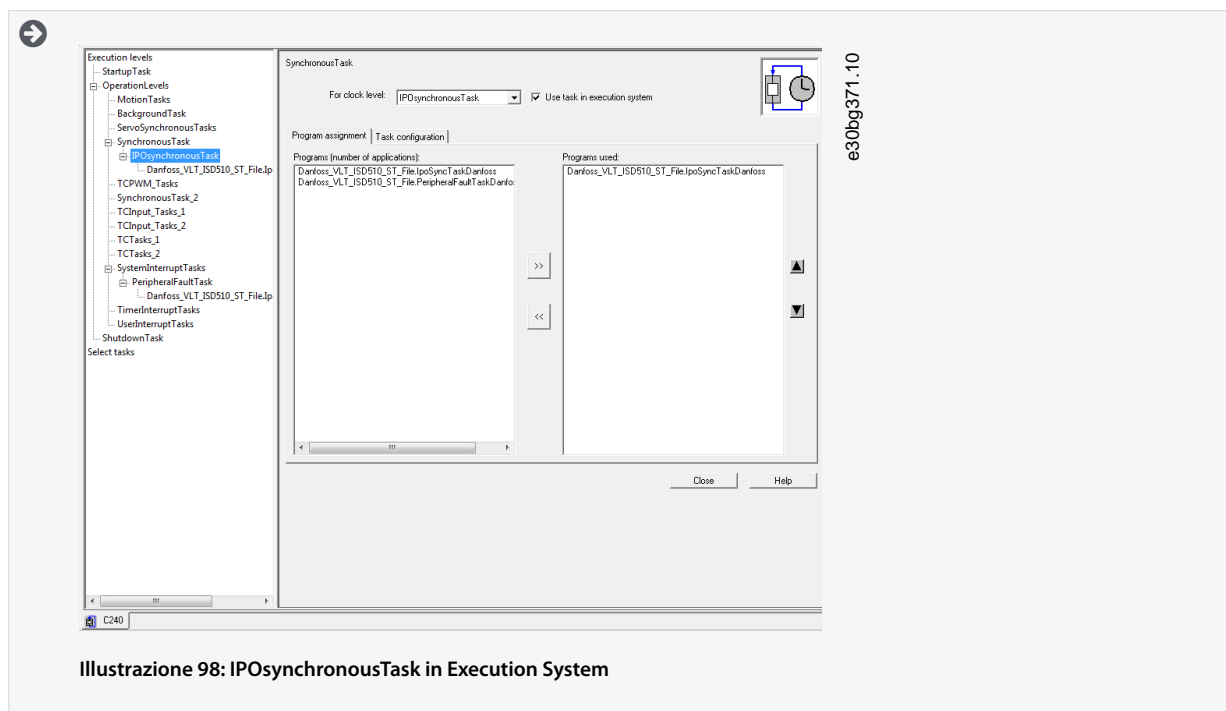 Execution levels
StartupTask
OperationLevels
MotionTasks
BackgroundTask
ServoSynchronousTasks
SynchronousTask
IPOsynchronousTask
Danfoss_VLT_ISD510_ST_File.Ip
TCPWM_Tasks
SynchronousTask_2
TCInput_Tasks_1
TCInput_Tasks_2
TCTasks_1
TCTasks_2
SystemInterruptTasks
PeripheralFaultTask
Danfoss_VLT_ISD510_ST_File.Ip
TimerInterruptTasks
UserInterruptTasks
ShutdownTask
Select tasks
SynchronousTask
For clock level: IPOsynchronousTask Use task in execution system
Program assignment Task configuration
Programs (number of applications):
Danfoss_VLT_ISD510_ST_File.IpoSyncTaskDanfoss
Danfoss_VLT_ISD510_ST_File.PeripheralFaultTaskDanfo
>>
<<
Programs used:
Danfoss_VLT_ISD510_ST_File.IpoSyncTaskDanfoss
Close Help
C240
e30bg371.10
Illustrazione 98: IPOsynchronousTask in Execution System